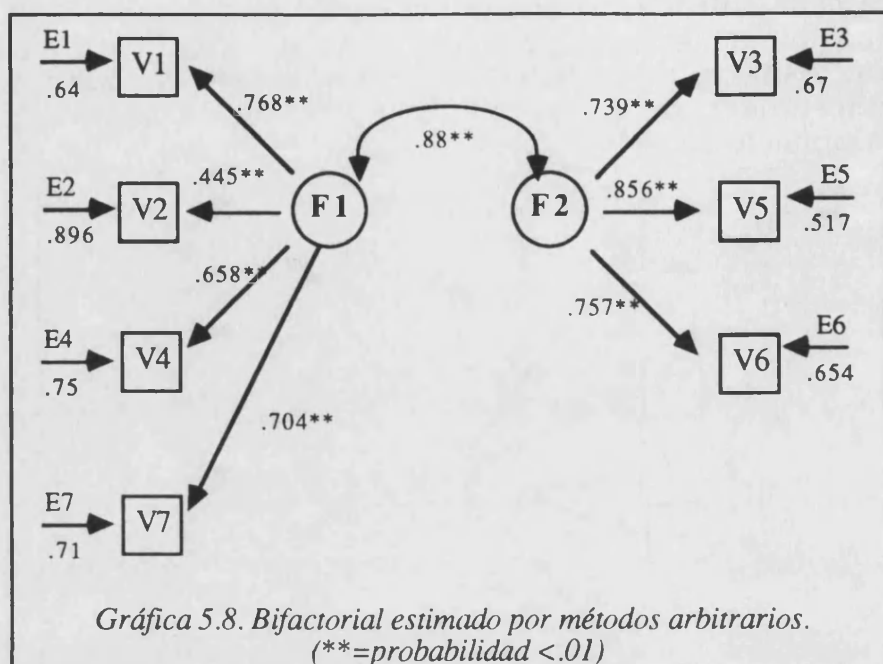 E1
.64
V1
.768**
E2
.896
V2
.445**
F1
.658**
E4
.75
V4
.704**
E7
.71
V7
.88**
E3
.67
V3
.739**
F2
E5
.517
V5
.856**
.757**
E6
.654
V6
Gráfica 5.8. Bifactorial estimado por métodos arbitrarios.
(**=probabilidad <.01)